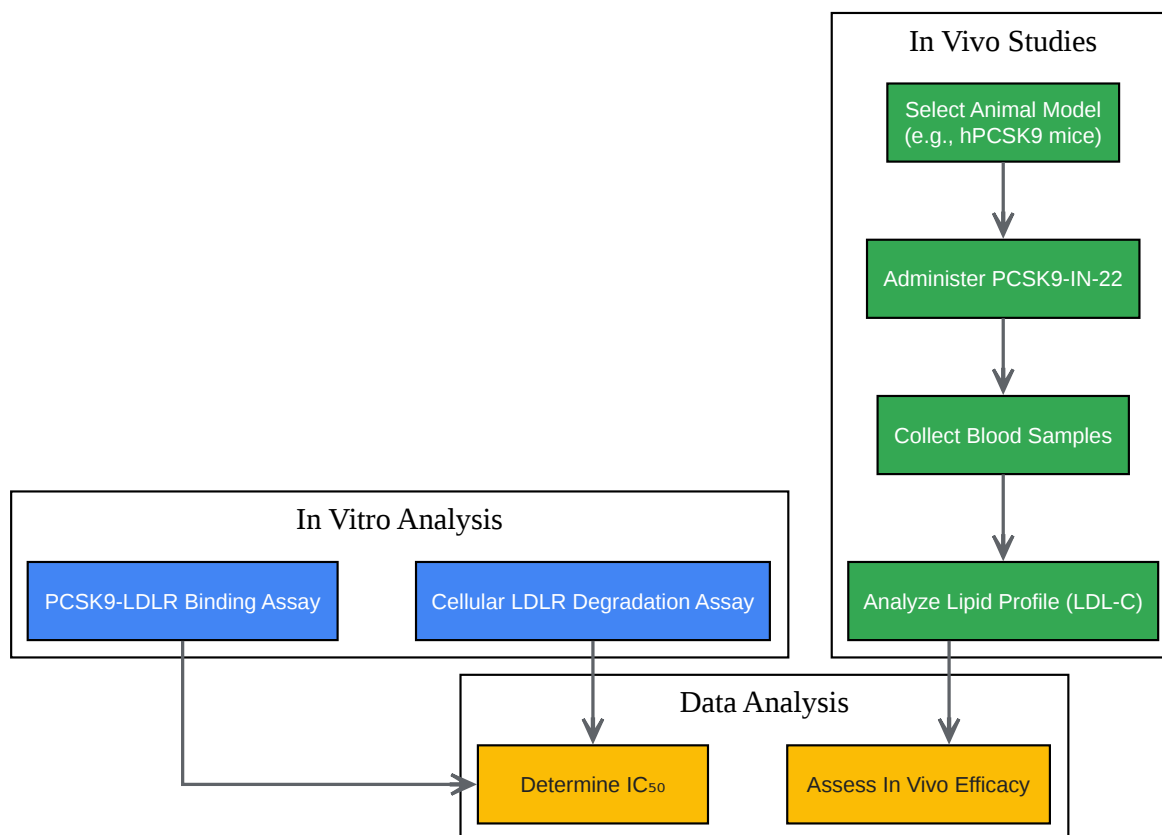 In Vivo Studies
Select Animal Model
(e.g., hPCSK9 mice)
Administer PCSK9-IN-22
Collect Blood Samples
In Vitro Analysis
PCSK9-LDLR Binding Assay
Cellular LDLR Degradation Assay
Analyze Lipid Profile (LDL-C)
Data Analysis
Determine IC₅₀
Assess In Vivo Efficacy